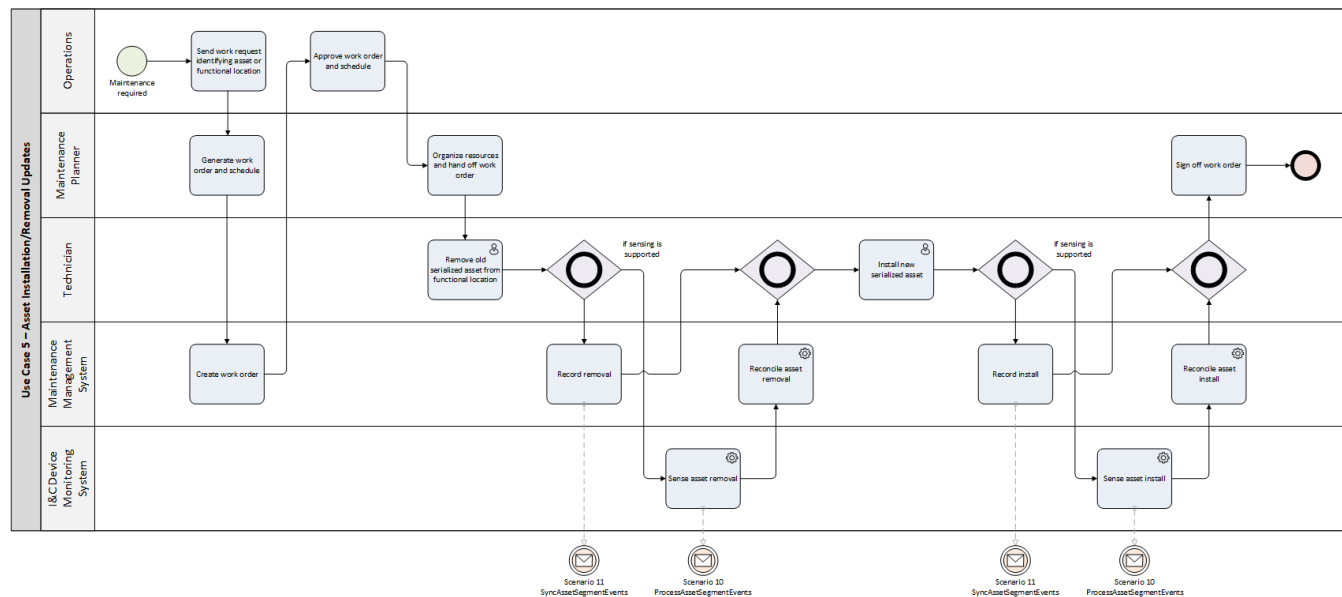 Use Case 5 – Asset Installation/Removal Updates
Operations
Maintenance
required
Send work request
identifying asset or
functional location
Approve work order
and schedule
Maintenance
Planner
Generate work
order and schedule
Organize resources
and hand off work
order
Sign off work order
Technician
Remove old
serialized asset from
functional location
if sensing is
supported
Install new
serialized asset
if sensing is
supported
Maintenance
Management
System
Create work order
Record removal
Reconcile asset
removal
Record install
Reconcile asset
install
I&C Device
Monitoring
System
Sense asset removal
Sense asset install
Scenario 11
SyncAssetSegmentEvents
Scenario 10
ProcessAssetSegmentEvents
Scenario 11
SyncAssetSegmentEvents
Scenario 10
ProcessAssetSegmentEvents